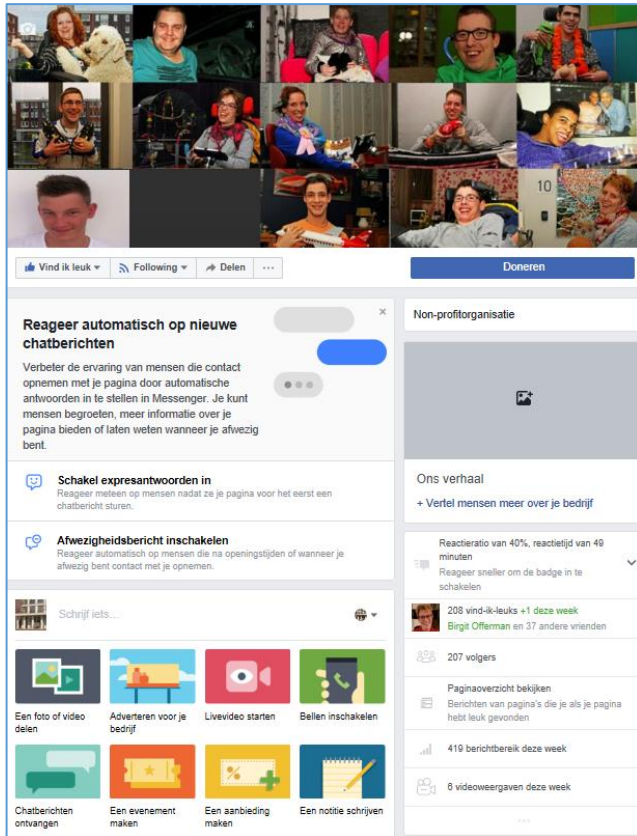 10
Vind ik leuk
Following
Delen
...
Doneren
Reageer automatisch op nieuwe
chatberichten
Verbeter de ervaring van mensen die contact
opnemen met je pagina door automatische
antwoorden in te stellen in Messenger. Je kunt
mensen begroeten, meer informatie over je
pagina bieden of laten weten wanneer je afwezig
bent.
Schakel expresantwoorden in
Reageer meteen op mensen nadat ze je pagina voor het eerst een
chatbericht sturen.
Afwezigheidsbericht inschakelen
Reageer automatisch op mensen die na openingstijden of wanneer je
afwezig bent contact met je opnemen.
Schrijf iets...
Een foto of video
delen
Adverteren voor je
bedrijf
Livevideo starten
Bellen inschakelen
Chatberichten
ontvangen
Een evenement
maken
Een aanbieding
maken
Een notitie schrijven
Non-profitorganisatie
Ons verhaal
+ Vertel mensen meer over je bedrijf
Reactieratio van 40%, reactietijd van 49
minuten
Reageer sneller om de badge in te
schakelen
208 vind-ik-leuks +1 deze week
Birgit Offerman en 37 andere vrienden
207 volgers
Paginaoverzicht bekijken
Berichten van pagina's die je als je pagina
hebt leuk gevonden
419 berichtbereik deze week
6 videoweergaven deze week
...